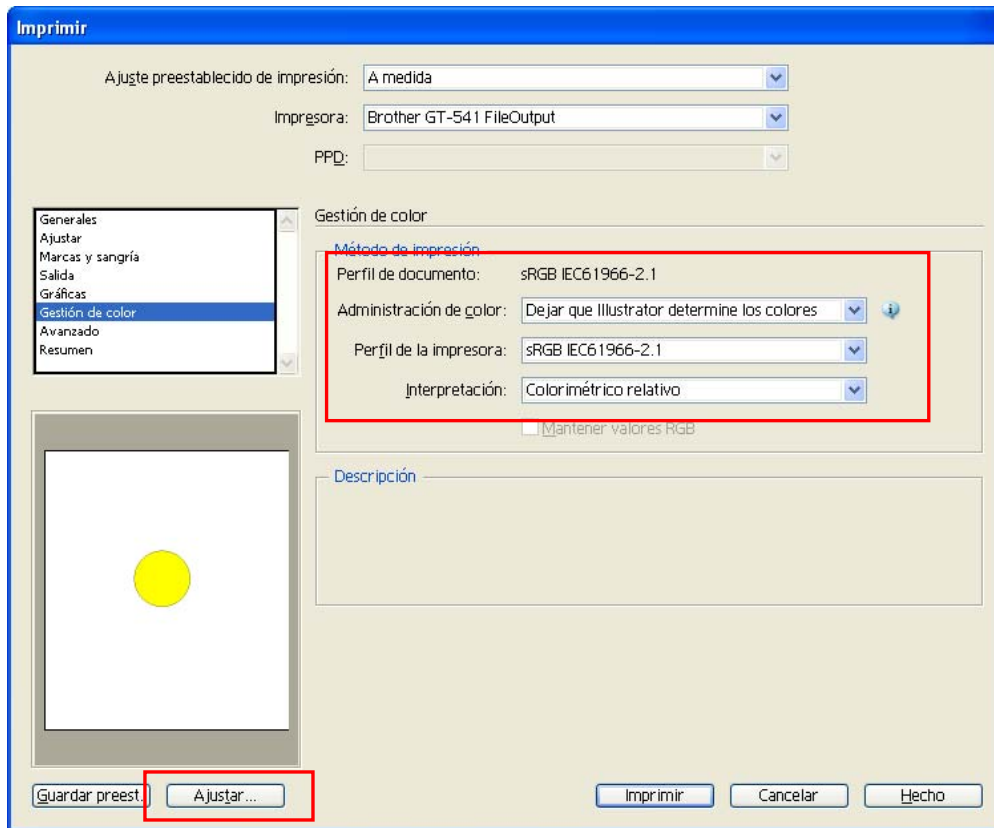 Imprimir
Ajuste preestablecido de impresión: A medida
Impresora: Brother GT-541 FileOutput
PPD:
Generales
Ajustar
Marcas y sangría
Salida
Gráficas
Gestión de color
Avanzado
Resumen
Gestión de color
Método de impresión
Perfil de documento: sRGB IEC61966-2.1
Administración de color: Dejar que Illustrator determine los colores
Perfil de la impresora: sRGB IEC61966-2.1
Interpretación: Colorimétrico relativo
Mantener valores RGB
Descripción
Guardar preest. Ajustar... Imprimir Cancelar Hecho